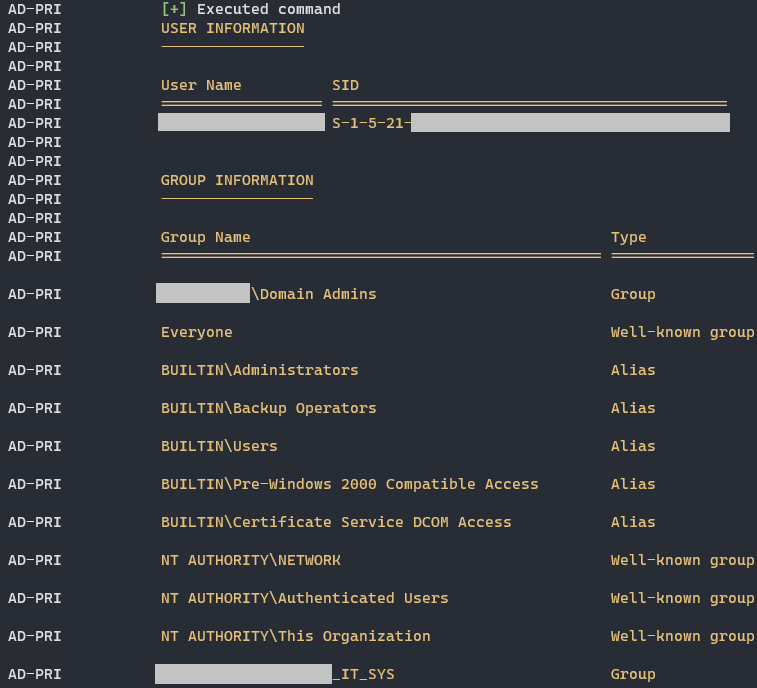 AD-PRI [+] Executed command
AD-PRI USER INFORMATION
AD-PRI ----------------
AD-PRI
AD-PRI User Name SID
AD-PRI ================== ============================================
AD-PRI S-1-5-21-
AD-PRI
AD-PRI
AD-PRI GROUP INFORMATION
AD-PRI -----------------
AD-PRI
AD-PRI Group Name Type
AD-PRI ================================================= ================
AD-PRI \Domain Admins Group
AD-PRI Everyone Well-known group
AD-PRI BUILTIN\Administrators Alias
AD-PRI BUILTIN\Backup Operators Alias
AD-PRI BUILTIN\Users Alias
AD-PRI BUILTIN\Pre-Windows 2000 Compatible Access Alias
AD-PRI BUILTIN\Certificate Service DCOM Access Alias
AD-PRI NT AUTHORITY\NETWORK Well-known group
AD-PRI NT AUTHORITY\Authenticated Users Well-known group
AD-PRI NT AUTHORITY\This Organization Well-known group
AD-PRI _IT_SYS Group